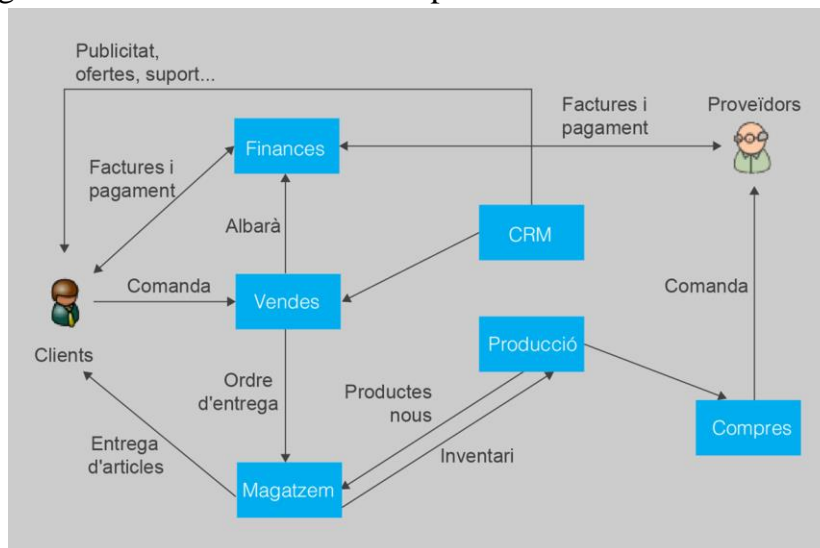 Publicitat,
ofertes, suport...
Factures i
pagament
Proveïdors
Finances
Factures i
pagament
Albarà
CRM
Comanda
Vendes
Comanda
Clients
Producció
Ordre
d'entrega
Productes
nous
Compres
Entrega
d'articles
Inventari
Magatzem